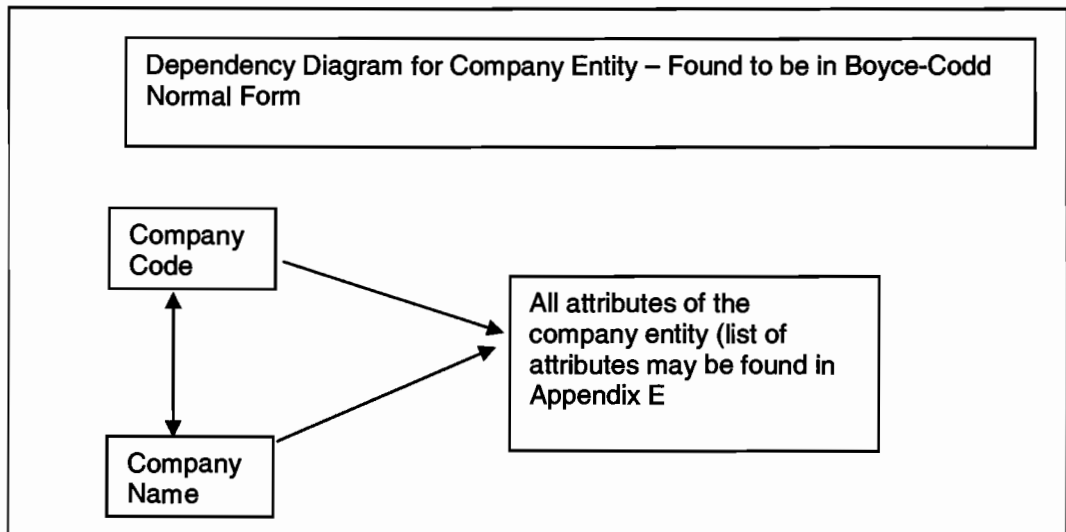 Dependency Diagram for Company Entity – Found to be in Boyce-Codd
Normal Form
Company
Code
All attributes of the
company entity (list of
attributes may be found in
Appendix E
Company
Name